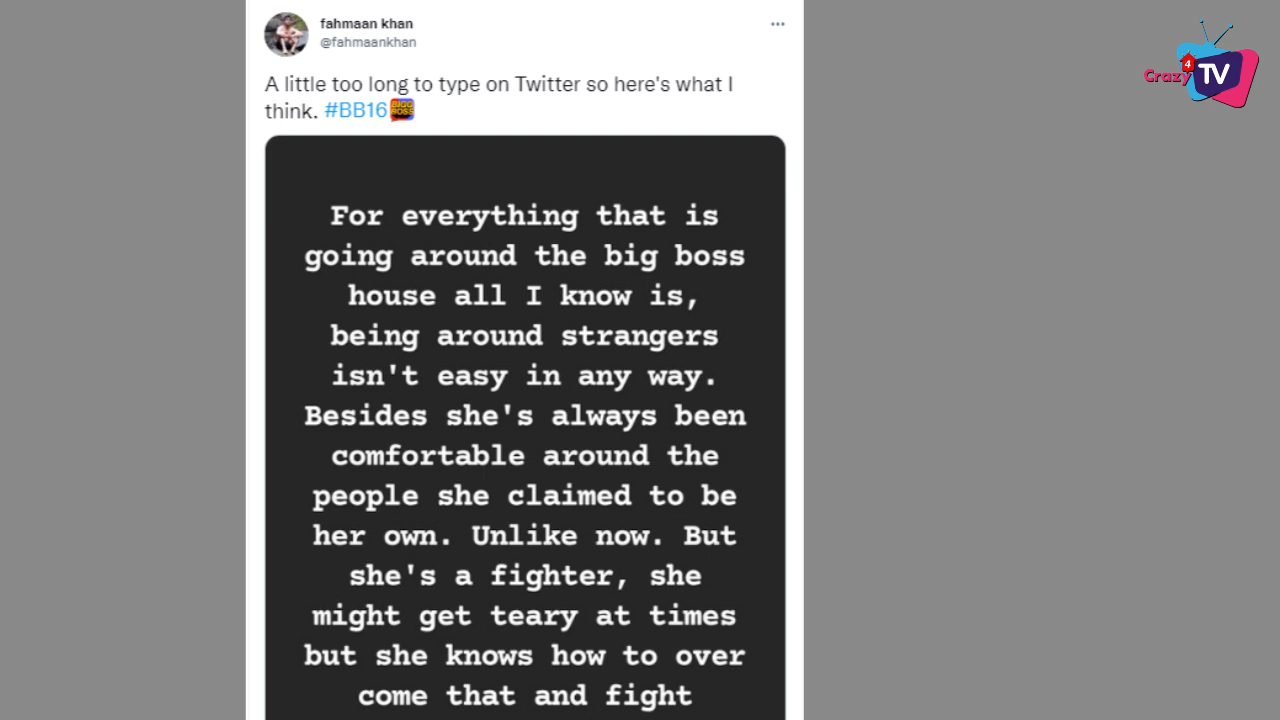 fahmaan khan
@fahmaankhan
A little too long to type on Twitter so here's what I
think. #BB16 BIGG BOSS
For everything that is
going around the big boss
house all I know is,
being around strangers
isn't easy in any way.
Besides she's always been
comfortable around the
people she claimed to be
her own. Unlike now. But
she's a fighter, she
might get teary at times
but she knows how to over
come that and fight
Crazy 4 TV